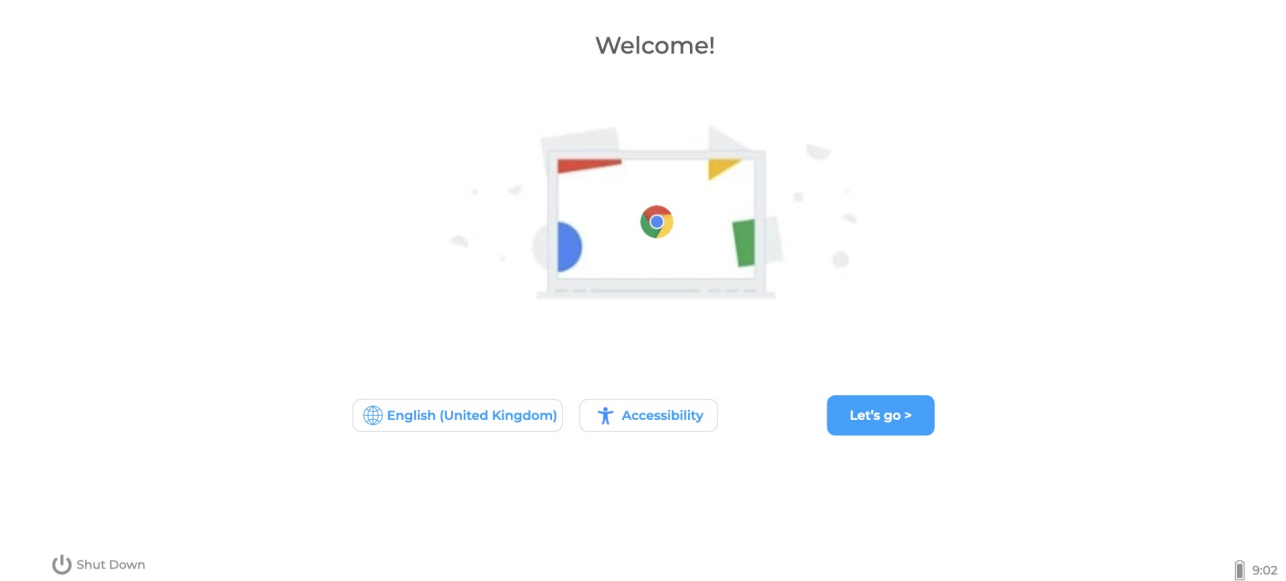 Welcome!
English (United Kingdom)
Accessibility
Let's go >
Shut Down
9:02